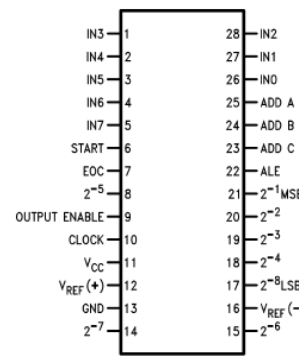 IN3 1 28 IN2
IN4 2 27 IN1
IN5 3 26 IN0
IN6 4 25 ADD A
IN7 5 24 ADD B
START 6 23 ADD C
EOC 7 22 ALE
2⁻⁵ 8 21 2⁻¹MSB
OUTPUT ENABLE 9 20 2⁻²
CLOCK 10 19 2⁻³
VCC 11 18 2⁻⁴
VREF(+) 12 17 2⁻⁸LSB
GND 13 16 VREF(−
2⁻⁷ 14 15 2⁻⁶